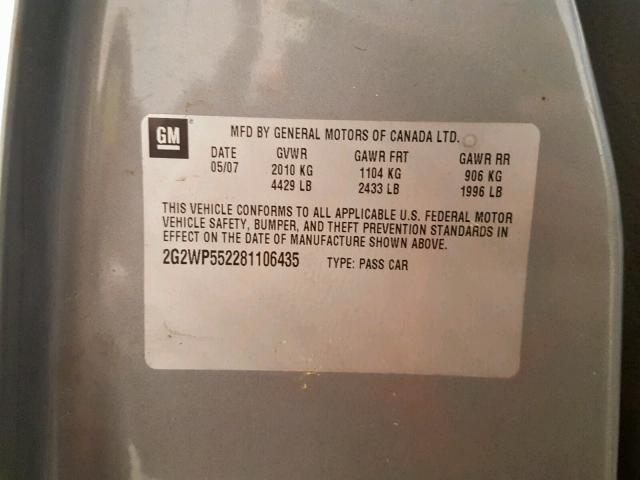 GM
MFD BY GENERAL MOTORS OF CANADA LTD.
DATE GVWR GAWR FRT GAWR RR
05/07 2010 KG 1104 KG 906 KG
4429 LB 2433 LB 1996 LB
THIS VEHICLE CONFORMS TO ALL APPLICABLE U.S. FEDERAL MOTOR
VEHICLE SAFETY, BUMPER, AND THEFT PREVENTION STANDARDS IN
EFFECT ON THE DATE OF MANUFACTURE SHOWN ABOVE.
2G2WP552281106435 TYPE: PASS CAR